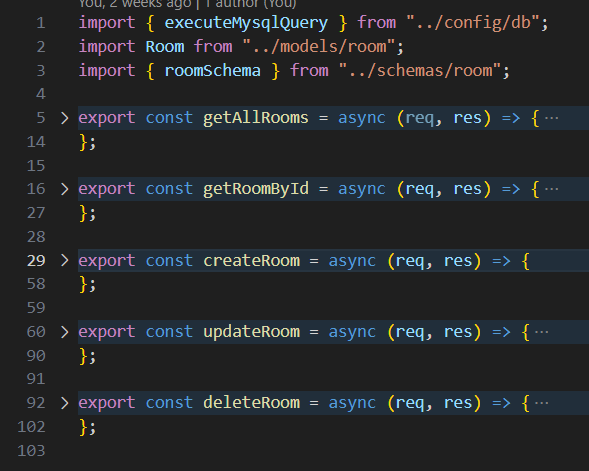 You, 2 weeks ago | 1 author (You)
1 import { executeMysqlQuery } from "../config/db";
2 import Room from "../models/room";
3 import { roomSchema } from "../schemas/room";
4
5 > export const getAllRooms = async (req, res) => { ···
14 };
15
16 > export const getRoomById = async (req, res) => { ···
27 };
28
29 > export const createRoom = async (req, res) => {
58 };
59
60 > export const updateRoom = async (req, res) => { ···
90 };
91
92 > export const deleteRoom = async (req, res) => { ···
102 };
103